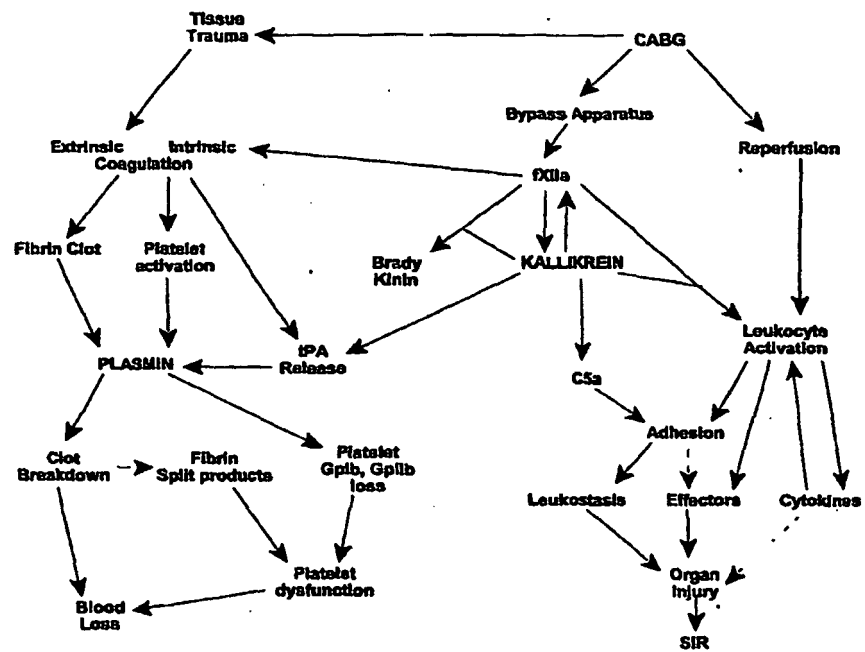 Tissue
Trauma
CABG
Bypass Apparatus
Extrinsic Intrinsic
Coagulation
Reperfusion
fXIIa
Fibrin Clot
Platelet
activation
Brady
Kinin
KALLIKREIN
Leukocyte
Activation
PLASMIN
tPA
Release
C5a
Adhesion
Clot
Breakdown
Fibrin
Split products
Platelet
GpIb, GpIIb
loss
Leukostasis
Effectors
Cytokines
Platelet
dysfunction
Organ
Injury
Blood
Loss
SIR